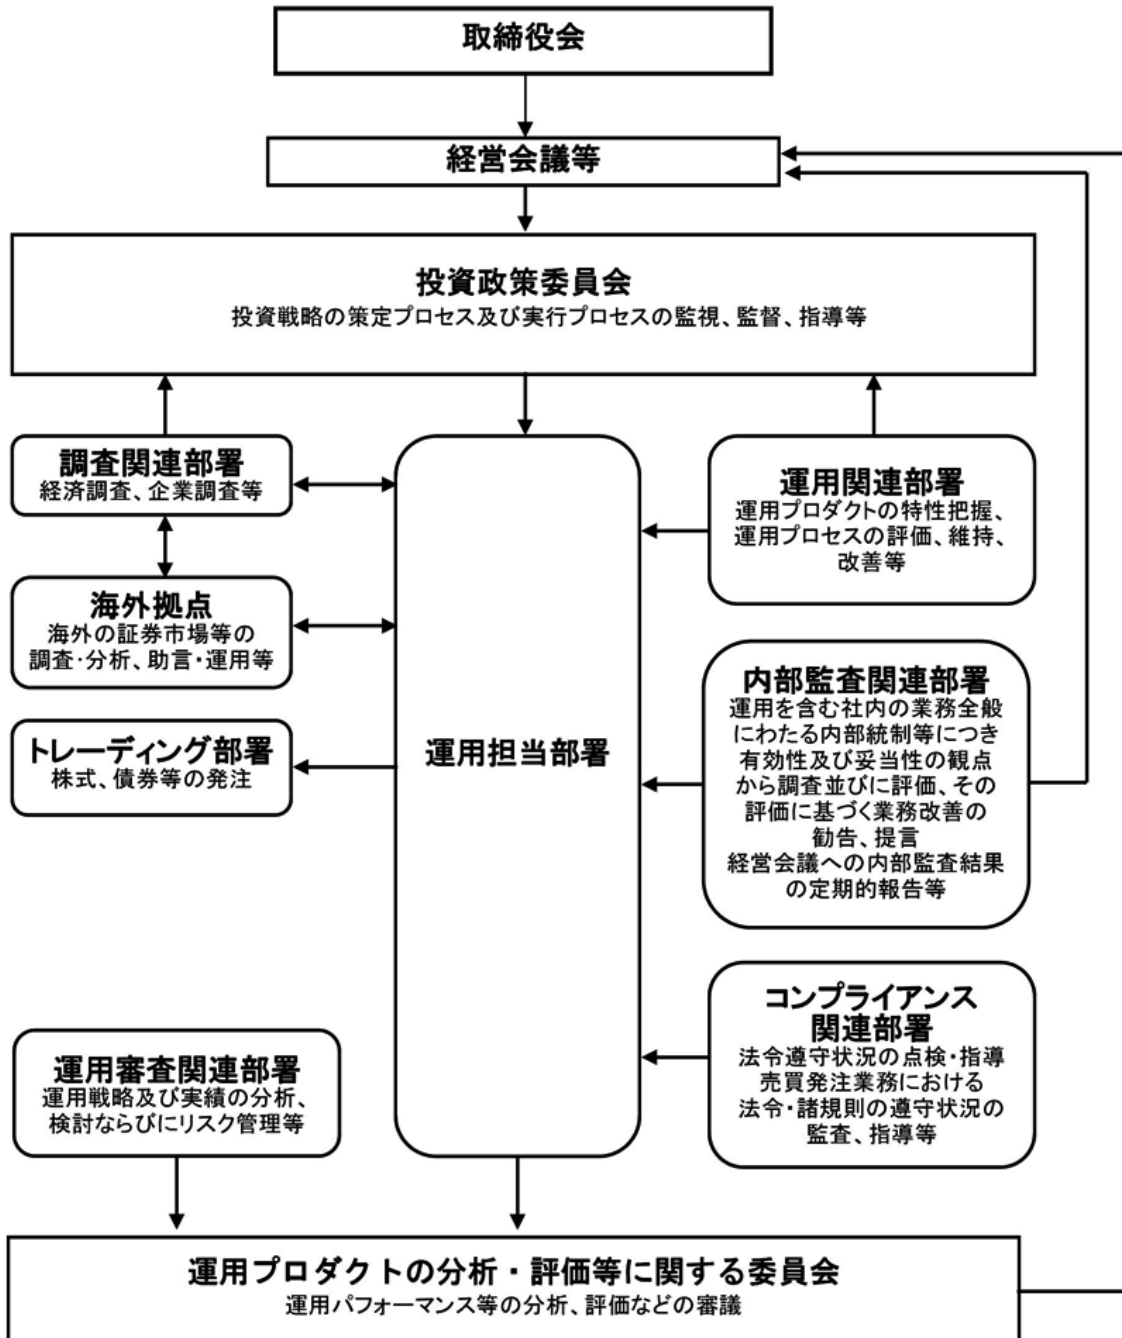 取締役会
経営会議等
投資政策委員会
投資戦略の策定プロセス及び実行プロセスの監視、監督、指導等
調査関連部署
経済調査、企業調査等
海外拠点
海外の証券市場等の
調査・分析、助言・運用等
トレーディング部署
株式、債券等の発注
運用担当部署
運用関連部署
運用プロダクトの特性把握、
運用プロセスの評価、維持、
改善等
内部監査関連部署
運用を含む社内の業務全般
にわたる内部統制等につき
有効性及び妥当性の観点
から調査並びに評価、その
評価に基づく業務改善の
勧告、提言
経営会議への内部監査結果
の定期的報告等
コンプライアンス
関連部署
法令遵守状況の点検・指導
売買発注業務における
法令・諸規則の遵守状況の
監査、指導等
運用審査関連部署
運用戦略及び実績の分析、
検討ならびにリスク管理等
運用プロダクトの分析・評価等に関する委員会
運用パフォーマンス等の分析、評価などの審議